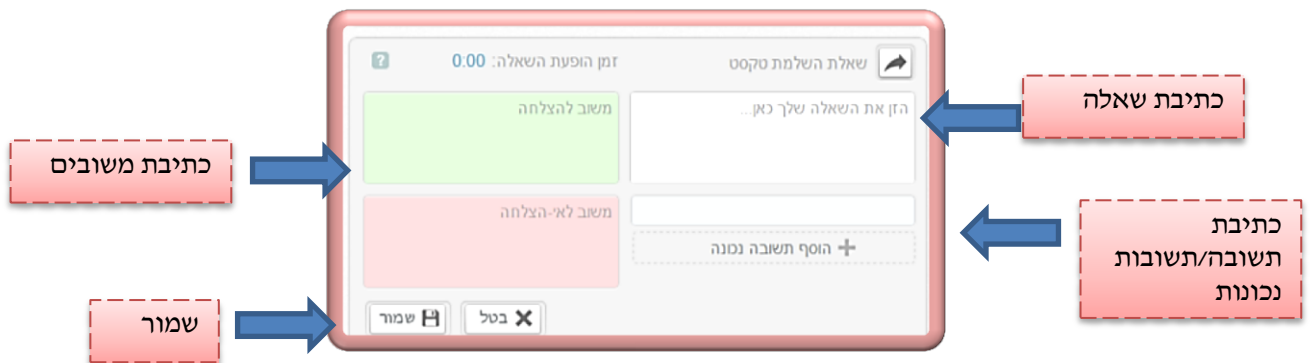 שאלת השלמת טקסט
זמן הופעת השאלה: 0:00
?
כתיבת שאלה
הזן את השאלה שלך כאן...
משוב להצלחה
כתיבת משובים
משוב לאי-הצלחה
הוסף תשובה נכונה
כתיבת
תשובה/תשובות
נכונות
בטל
שמור
שמור